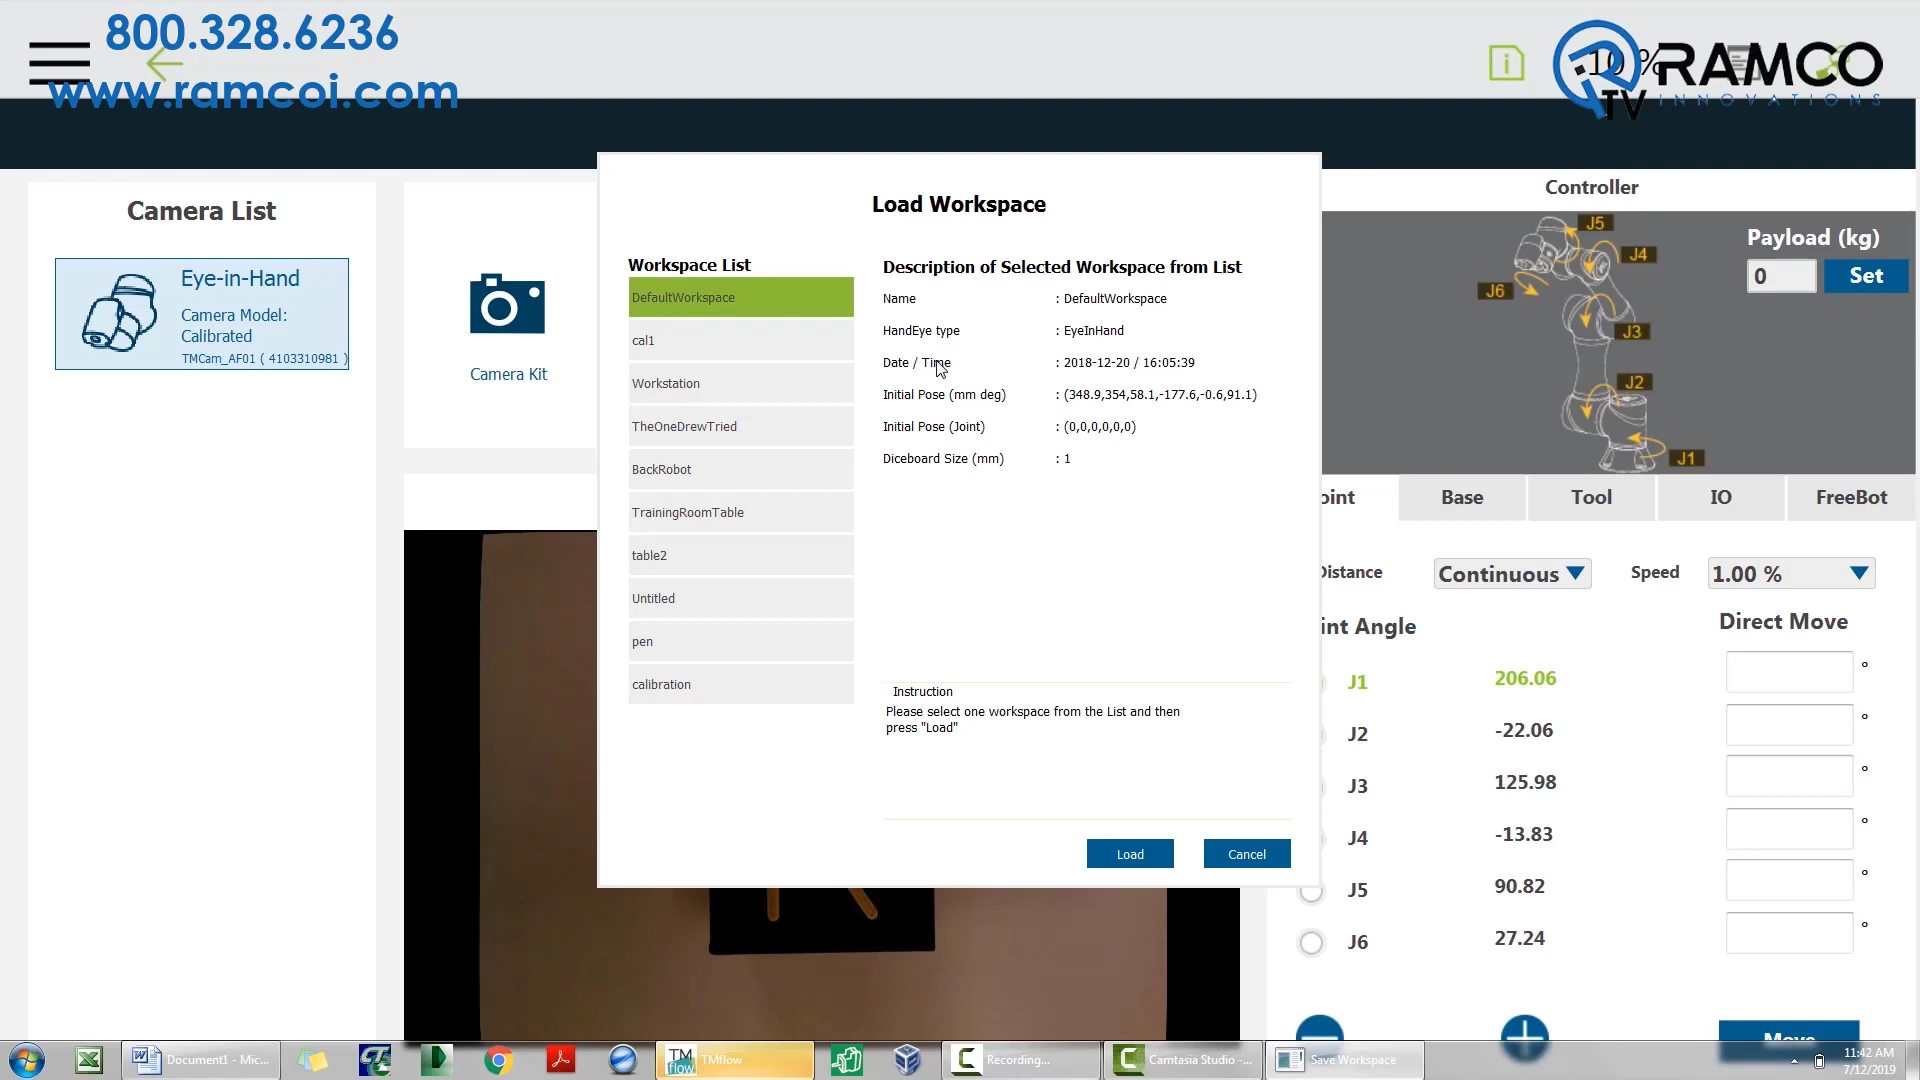 800.328.6236
www.ramcoi.com
10 %
RAMCO
TV
INNOVATIONS
Camera List
Eye-in-Hand
Camera Model:
Calibrated
TMCam_AF01 ( 4103310981 )
Camera Kit
Load Workspace
Workspace List
DefaultWorkspace
cal1
Workstation
TheOneDrewTried
BackRobot
TrainingRoomTable
table2
Untitled
pen
calibration
Description of Selected Workspace from List
Name : DefaultWorkspace
HandEye type : EyeInHand
Date / Time : 2018-12-20 / 16:05:39
Initial Pose (mm deg) : (348.9,354,58.1,-177.6,-0.6,91.1)
Initial Pose (Joint) : (0,0,0,0,0,0)
Diceboard Size (mm) : 1
Instruction
Please select one workspace from the List and then
press "Load"
Load Cancel
Controller
J5
J4
J6
J3
J2
J1
Payload (kg)
0 Set
oint Base Tool IO FreeBot
Distance Continuous Speed 1.00 %
int Angle Direct Move
J1 206.06 °
J2 -22.06 °
J3 125.98 °
J4 -13.83 °
J5 90.82 °
J6 27.24 °
Move
Document1 - Mic...
TM
flow
TMflow
Recording...
Camtasia Studio -...
Save Workspace
11:42 AM
7/12/2019